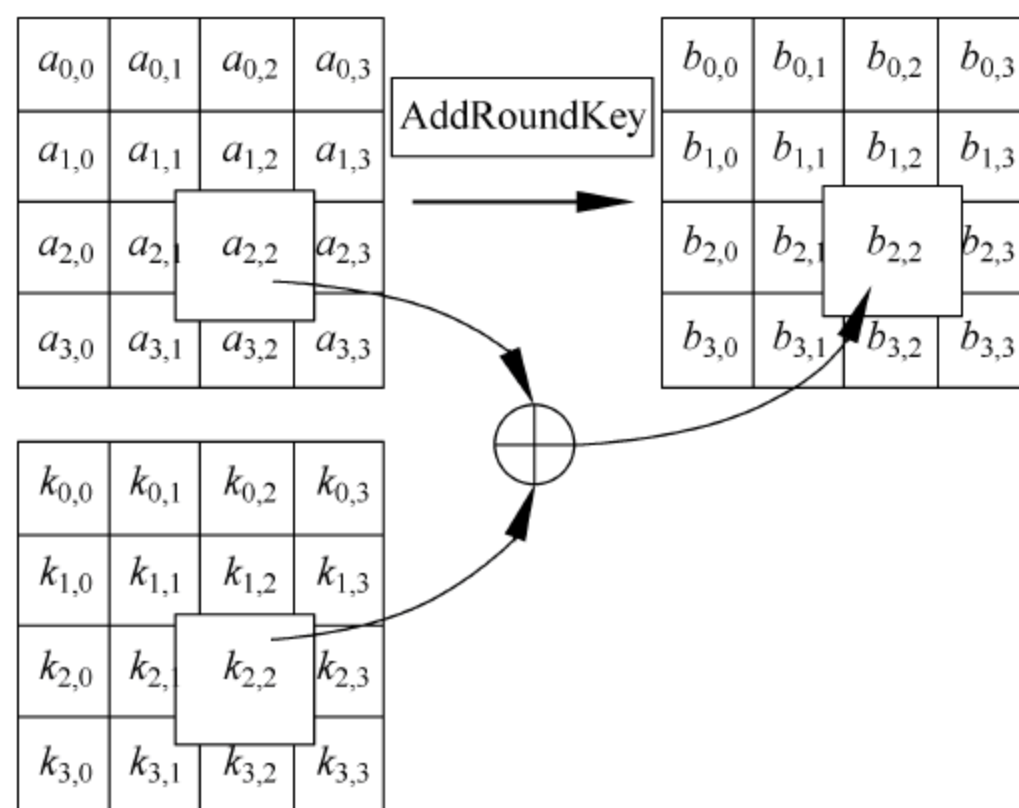 a0,0 a0,1 a0,2 a0,3
a1,0 a1,1 a1,2 a1,3
a2,0 a2,1 a2,2 a2,3
a3,0 a3,1 a3,2 a3,3
AddRoundKey
b0,0 b0,1 b0,2 b0,3
b1,0 b1,1 b1,2 b1,3
b2,0 b2,1 b2,2 b2,3
b3,0 b3,1 b3,2 b3,3
k0,0 k0,1 k0,2 k0,3
k1,0 k1,1 k1,2 k1,3
k2,0 k2,1 k2,2 k2,3
k3,0 k3,1 k3,2 k3,3